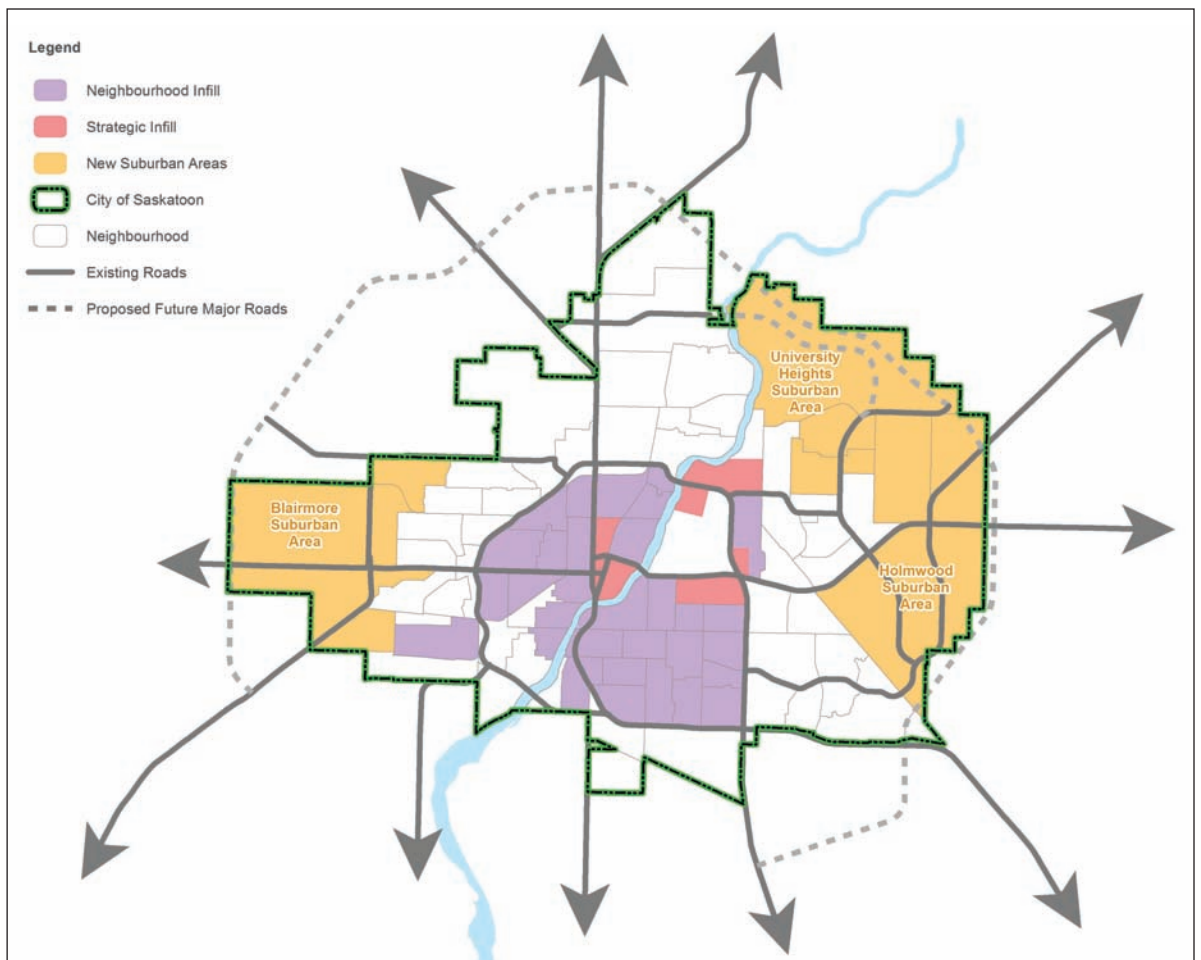 Legend
Neighbourhood Infill
Strategic Infill
New Suburban Areas
City of Saskatoon
Neighbourhood
Existing Roads
Proposed Future Major Roads
University
Heights
Suburban
Area
Blairmore
Suburban
Area
Holmwood
Suburban
Area